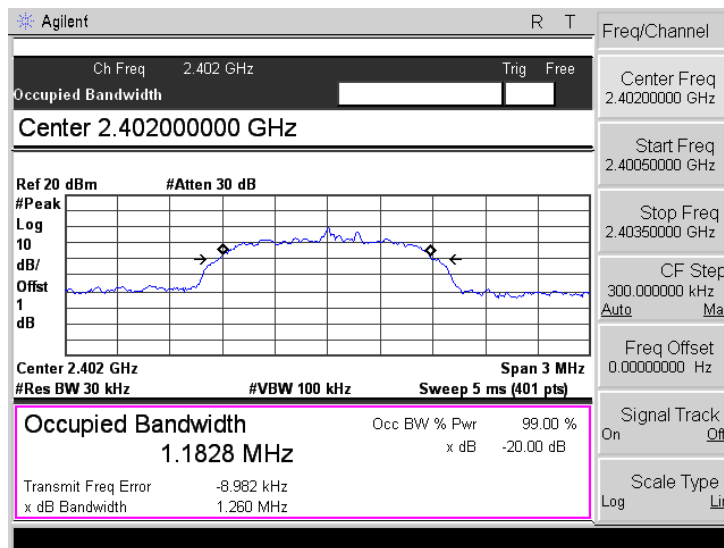 Agilent R T
Ch Freq 2.402 GHz Trig Free
Occupied Bandwidth
Center 2.402000000 GHz
Ref 20 dBm #Atten 30 dB
#Peak
Log
10
dB/
Offst
1
dB
Center 2.402 GHz Span 3 MHz
#Res BW 30 kHz #VBW 100 kHz Sweep 5 ms (401 pts)
Occupied Bandwidth Occ BW % Pwr 99.00 %
1.1828 MHz x dB -20.00 dB
Transmit Freq Error -8.982 kHz
x dB Bandwidth 1.260 MHz
Freq/Channel
Center Freq
2.40200000 GHz
Start Freq
2.40050000 GHz
Stop Freq
2.40350000 GHz
CF Step
300.000000 kHz
Auto Ma
Freq Offset
0.00000000 Hz
Signal Track
On Off
Scale Type
Log Lin